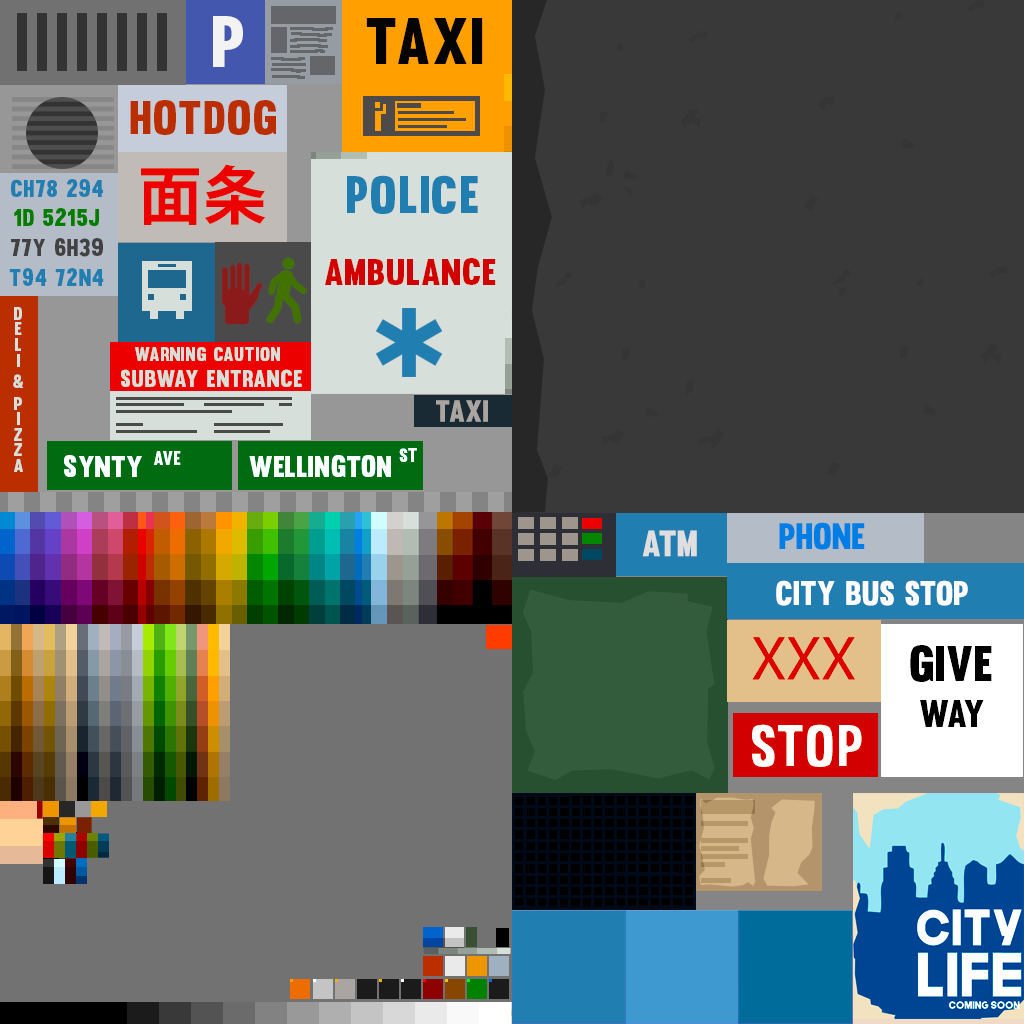 P
TAXI
HOTDOG
面条
CH78 294
1D 5215J
77Y 6H39
T94 72N4
POLICE
AMBULANCE
DELI & PIZZA
WARNING CAUTION
SUBWAY ENTRANCE
TAXI
SYNTY AVE
WELLINGTON ST
ATM
PHONE
CITY BUS STOP
XXX
GIVE
WAY
STOP
CITY
LIFE
COMING SOON